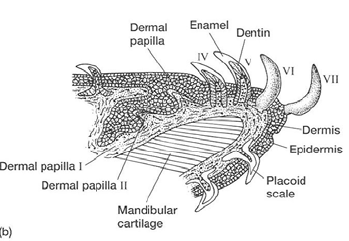 Dermal
papilla
Enamel
Dentin
IV
V
VI
VII
Dermis
Epidermis
Placoid
scale
Dermal papilla I
Dermal papilla II
Mandibular
cartilage
(b)